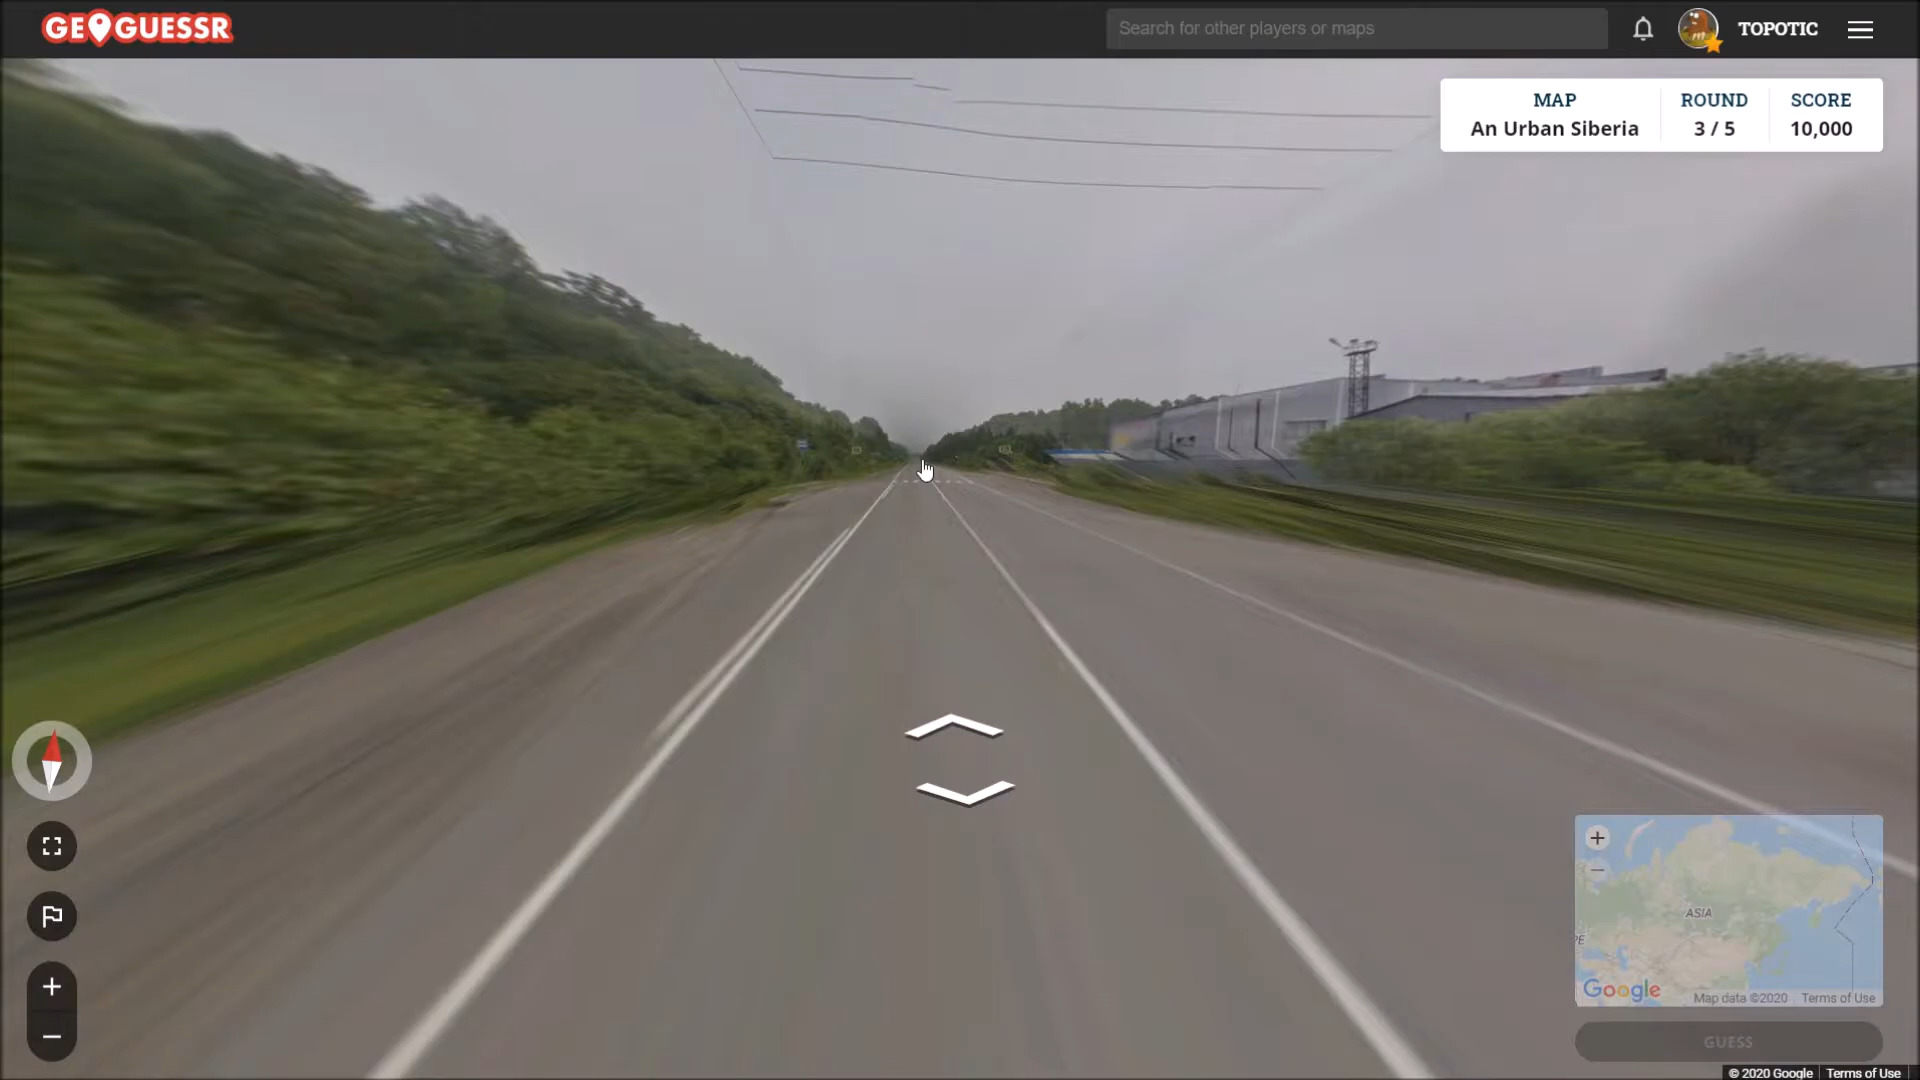 GEOGUESSR
Search for other players or maps
TOPOTIC
MAP
An Urban Siberia
ROUND
3 / 5
SCORE
10,000
ASIA
PE
Google
Map data ©2020
Terms of Use
GUESS
© 2020 Google
Terms of Use